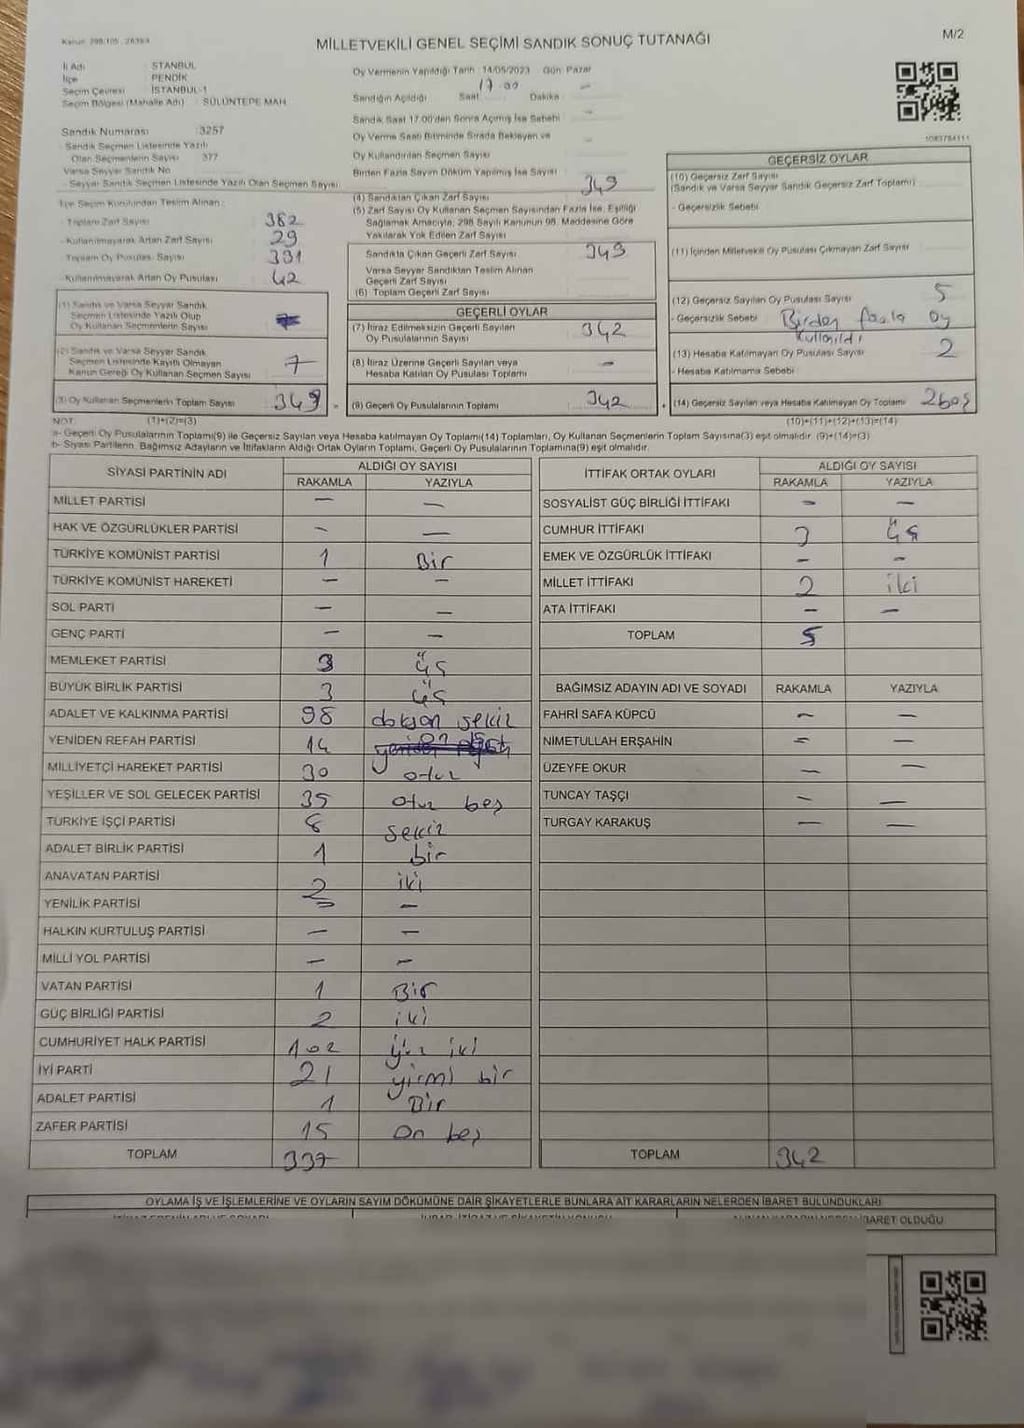 MİLLETVEKİLİ GENEL SEÇİMİ SANDIK SONUÇ TUTANAĞI
M/2
İl Adı : STANBUL
İlçe PENDİK
Seçim Çevresi İSTANBUL-1
Seçim Bölgesi (Mahalle Adı) : SÜLÜNTEPE MAH
Sandık Numarası :3257
Sandık Seçmen Listesinde Yazılı
Olan Seçmenlerin Sayısı 377
Varsa Seyyar Sandık No
Seyyar Sandık Seçmen Listesinde Yazılı Olan Seçmen Sayısı
İlçe Seçim Kurulundan Teslim Alınan :
- Toplam Zarf Sayısı 382
- Kullanılmayarak Artan Zarf Sayısı 29
Toplam Oy Pusulası Sayısı 391
Kullanılmayarak Artan Oy Pusulası 42
(1) Sandık ve Varsa Seyyar Sandık
Seçmen Listesinde Yazılı Olup
Oy Kullanan Seçmenlerin Sayısı
(2) Sandık ve Varsa Seyyar Sandık
Seçmen Listesinde Kayıtlı Olmayan
Kanun Gereği Oy Kullanan Seçmen Sayısı 7
(3) Oy Kullanan Seçmenlerin Toplam Sayısı 349
Oy Vermenin Yapıldığı Tarih 14/05/2023 Gün: Pazar
Sandığın Açıldığı Saat 17.00 Dakika : -
Sandık Saat 17.00'den Sonra Açılmış İse Sebebi -
Oy Verme Saati Bitiminde Sırada Bekleyen ve -
Oy Kullandırılan Seçmen Sayısı
Birden Fazla Sayım Döküm Yapılmış İse Sayısı
(4) Sandıktan Çıkan Zarf Sayısı 349
(5) Zarf Sayısı Oy Kullanan Seçmen Sayısından Fazla İse, Eşitliği
Sağlamak Amacıyla, 298 Sayılı Kanunun 98. Maddesine Göre
Yakılarak Yok Edilen Zarf Sayısı
Sandıkta Çıkan Geçerli Zarf Sayısı 349
Varsa Seyyar Sandıktan Teslim Alınan
Geçerli Zarf Sayısı
(6) Toplam Geçerli Zarf Sayısı
GEÇERLİ OYLAR
(7) İtiraz Edilmeksizin Geçerli Sayılan
Oy Pusulalarının Sayısı 342
(8) İtiraz Üzerine Geçerli Sayılan veya
Hesaba Katılan Oy Pusulası Toplamı -
(9) Geçerli Oy Pusulalarının Toplamı 342
1083784111
GEÇERSİZ OYLAR
(10) Geçersiz Zarf Sayısı
(Sandık ve Varsa Seyyar Sandık Geçersiz Zarf Toplamı)
- Geçersizlik Sebebi
(11) İçinden Milletvekili Oy Pusulası Çıkmayan Zarf Sayısı
(12) Geçersiz Sayılan Oy Pusulası Sayısı 5
- Geçersizlik Sebebi Birden fazla oy
kullanıldı
(13) Hesaba Katılmayan Oy Pusulası Sayısı 2
- Hesaba Katılmama Sebebi
(14) Geçersiz Sayılan veya Hesaba Katılmayan Oy Toplamı 2 boş
NOT: (1)+(2)=(3) (10)+(11)+(12)+(13)=(14)
a- Geçerli Oy Pusulalarının Toplamı(9) ile Geçersiz Sayılan veya Hesaba katılmayan Oy Toplamı(14) Toplamları, Oy Kullanan Seçmenlerin Toplam Sayısına(3) eşit olmalıdır. (9)+(14)=(3)
b- Siyasi Partilerin, Bağımsız Adayların ve İttifakların Aldığı Ortak Oyların Toplamı, Geçerli Oy Pusulalarının Toplamına(9) eşit olmalıdır.
SİYASİ PARTİNİN ADI ALDIĞI OY SAYISI
RAKAMLA YAZIYLA
MİLLET PARTİSİ - -
HAK VE ÖZGÜRLÜKLER PARTİSİ - -
TÜRKİYE KOMÜNİST PARTİSİ 1 Bir
TÜRKİYE KOMÜNİST HAREKETİ - -
SOL PARTİ - -
GENÇ PARTİ - -
MEMLEKET PARTİSİ 3 üç
BÜYÜK BİRLİK PARTİSİ 3 üç
ADALET VE KALKINMA PARTİSİ 98 doksan sekiz
YENİDEN REFAH PARTİSİ 14
MİLLİYETÇİ HAREKET PARTİSİ 30 otuz
YEŞİLLER VE SOL GELECEK PARTİSİ 35 otuz beş
TÜRKİYE İŞÇİ PARTİSİ 8 sekiz
ADALET BİRLİK PARTİSİ 1 bir
ANAVATAN PARTİSİ 2 iki
YENİLİK PARTİSİ - -
HALKIN KURTULUŞ PARTİSİ - -
MİLLİ YOL PARTİSİ - -
VATAN PARTİSİ 1 Bir
GÜÇ BİRLİĞİ PARTİSİ 2 iki
CUMHURİYET HALK PARTİSİ 102 yüz iki
İYİ PARTİ 21 yirmi bir
ADALET PARTİSİ 1 Bir
ZAFER PARTİSİ 15 On beş
TOPLAM 337
İTTİFAK ORTAK OYLARI ALDIĞI OY SAYISI
RAKAMLA YAZIYLA
SOSYALİST GÜÇ BİRLİĞİ İTTİFAKI - -
CUMHUR İTTİFAKI 3 üç
EMEK VE ÖZGÜRLÜK İTTİFAKI - -
MİLLET İTTİFAKI 2 iki
ATA İTTİFAKI - -
TOPLAM 5
BAĞIMSIZ ADAYIN ADI VE SOYADI RAKAMLA YAZIYLA
FAHRİ SAFA KÜPCÜ - -
NİMETULLAH ERŞAHİN - -
ÜZEYFE OKUR - -
TUNCAY TAŞÇI - -
TURGAY KARAKUŞ - -
TOPLAM 342
OYLAMA İŞ VE İŞLEMLERİNE VE OYLARIN SAYIM DÖKÜMÜNE DAİR ŞİKAYETLERLE BUNLARA AİT KARARLARIN NELERDEN İBARET BULUNDUKLARI
İBARET OLDUĞU